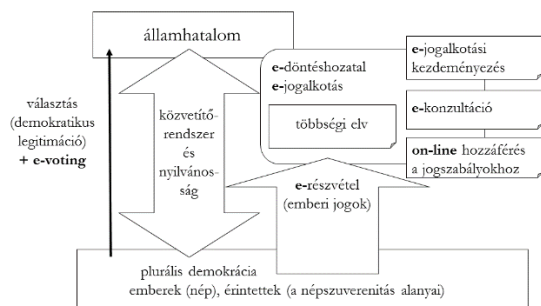 államhatalom
választás
(demokratikus
legitimáció)
+ e-voting
közvetítő-
rendszer
és
nyilvános-
ság
e-döntéshozatal
e-jogalkotás
többségi elv
e-jogalkotási
kezdeményezés
e-konzultáció
on-line hozzáférés
a jogszabályokhoz
e-részvétel
(emberi jogok)
plurális demokrácia
emberek (nép), érintettek (a népszuverenitás alanyai)